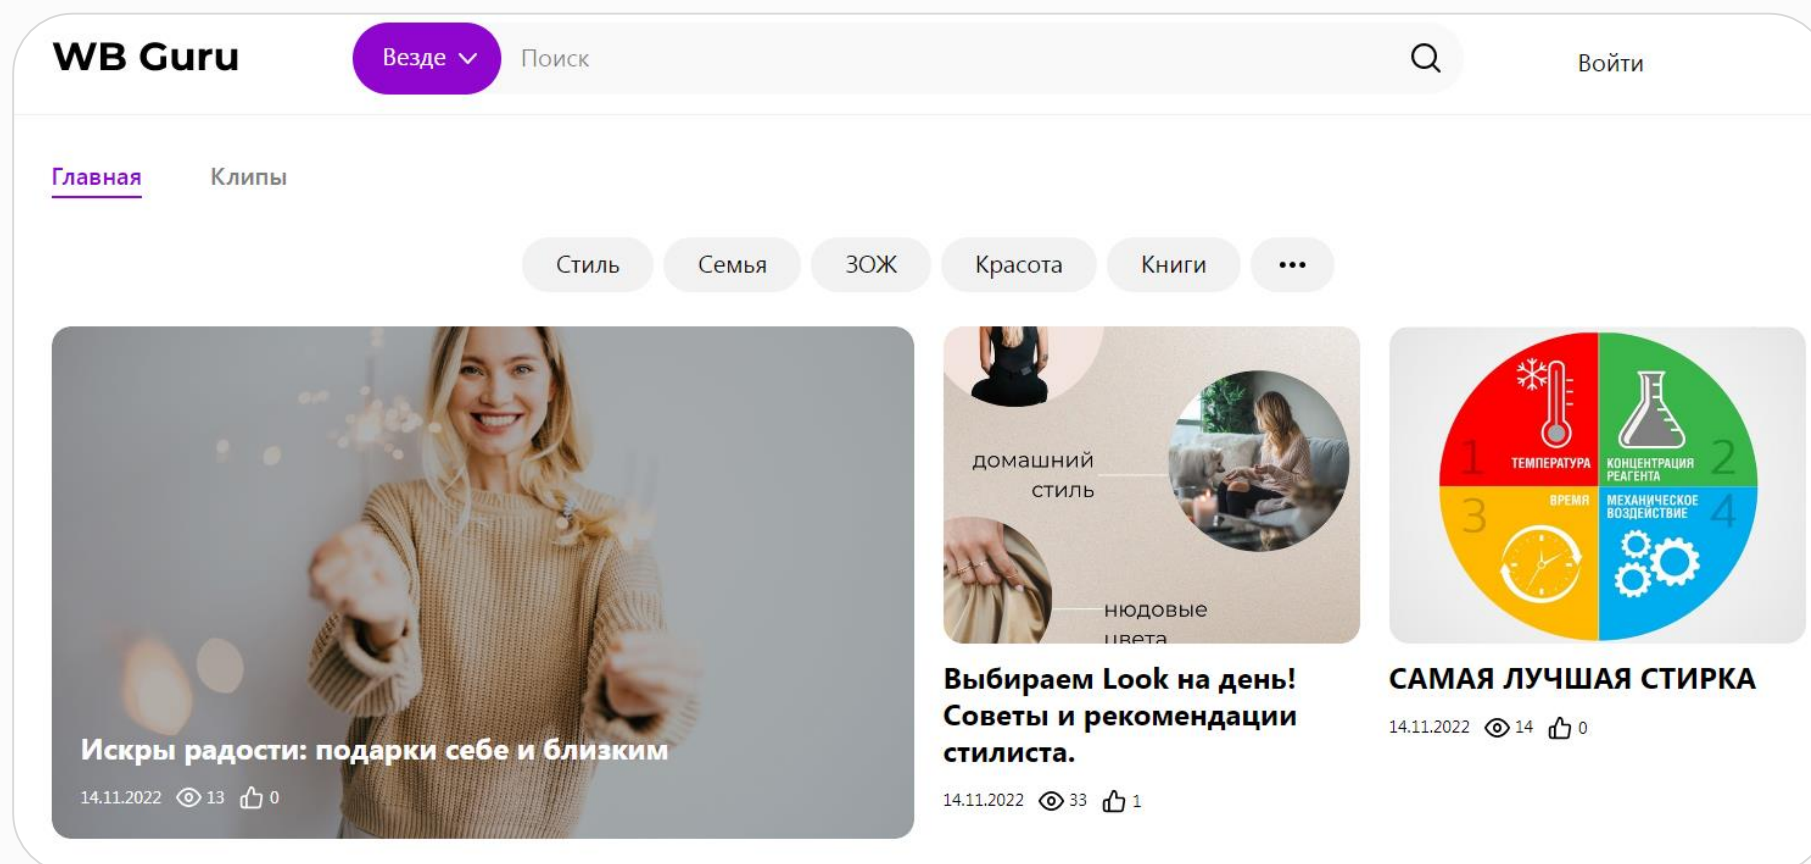 WB Guru
Везде
Поиск
Войти
Главная
Клипы
Стиль
Семья
ЗОЖ
Красота
Книги
•••
домашний
стиль
нюдовые
цвета
1
ТЕМПЕРАТУРА
КОНЦЕНТРАЦИЯ
РЕАГЕНТА
2
3
ВРЕМЯ
МЕХАНИЧЕСКОЕ
ВОЗДЕЙСТВИЕ
4
Искры радости: подарки себе и близким
14.11.2022 13 0
Выбираем Look на день!
Советы и рекомендации
стилиста.
14.11.2022 33 1
САМАЯ ЛУЧШАЯ СТИРКА
14.11.2022 14 0